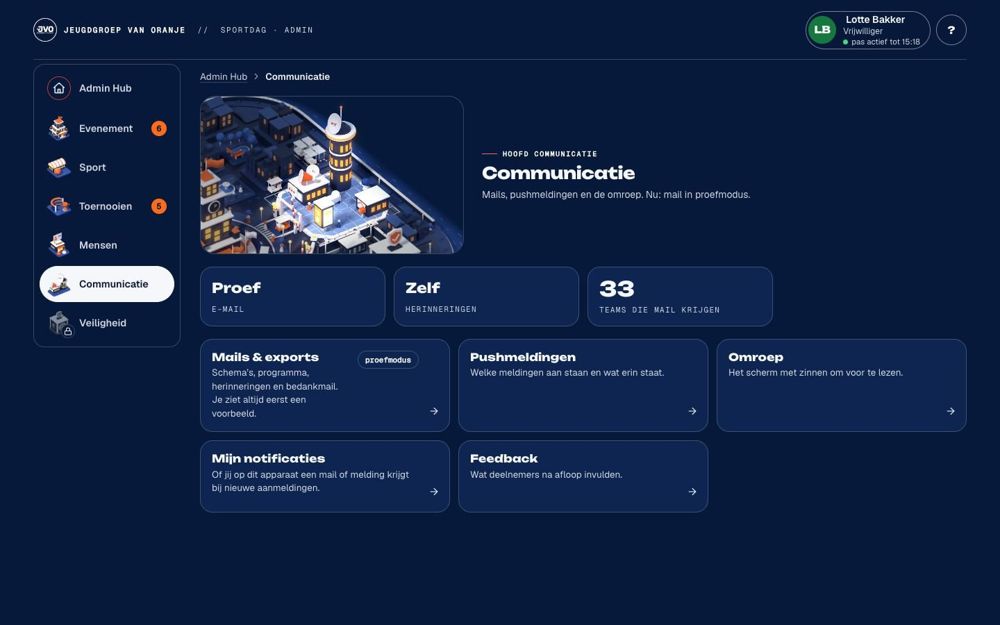 JVO JEUGDGROEP VAN ORANJE // SPORTDAG · ADMIN
LB
Lotte Bakker
Vrijwilliger
pas actief tot 15:18
?
Admin Hub
Evenement 6
Sport
Toernooien 5
Mensen
Communicatie
Veiligheid
Admin Hub > Communicatie
HOOFD COMMUNICATIE
Communicatie
Mails, pushmeldingen en de omroep. Nu: mail in proefmodus.
Proef
E-MAIL
Zelf
HERINNERINGEN
33
TEAMS DIE MAIL KRIJGEN
Mails & exports
proefmodus
Schema's, programma,
herinneringen en bedankmail.
Je ziet altijd eerst een
voorbeeld.
→
Pushmeldingen
Welke meldingen aan staan en wat erin staat.
→
Omroep
Het scherm met zinnen om voor te lezen.
→
Mijn notificaties
Of jij op dit apparaat een mail of melding krijgt
bij nieuwe aanmeldingen.
→
Feedback
Wat deelnemers na afloop invulden.
→